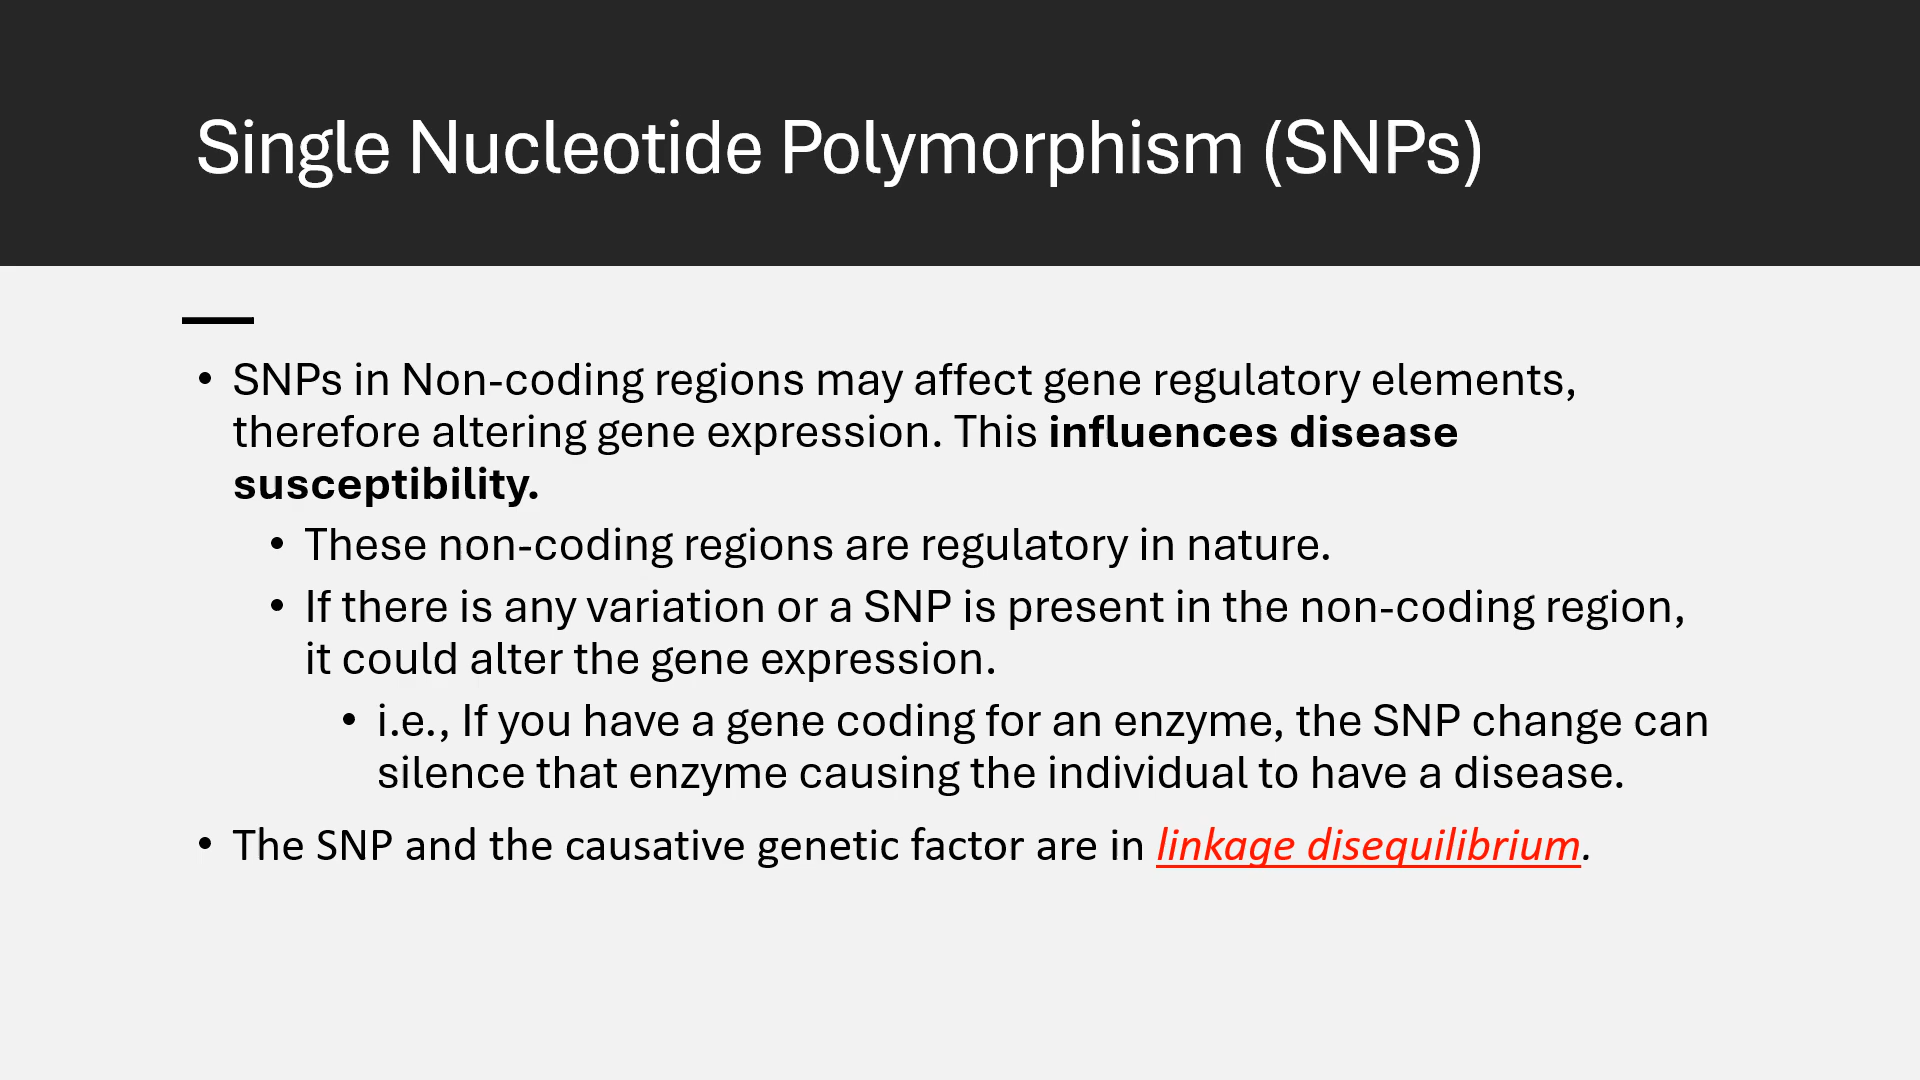 Single Nucleotide Polymorphism (SNPs)
• SNPs in Non-coding regions may affect gene regulatory elements,
therefore altering gene expression. This influences disease
susceptibility.
• These non-coding regions are regulatory in nature.
• If there is any variation or a SNP is present in the non-coding region,
it could alter the gene expression.
• i.e., If you have a gene coding for an enzyme, the SNP change can
silence that enzyme causing the individual to have a disease.
• The SNP and the causative genetic factor are in linkage disequilibrium.